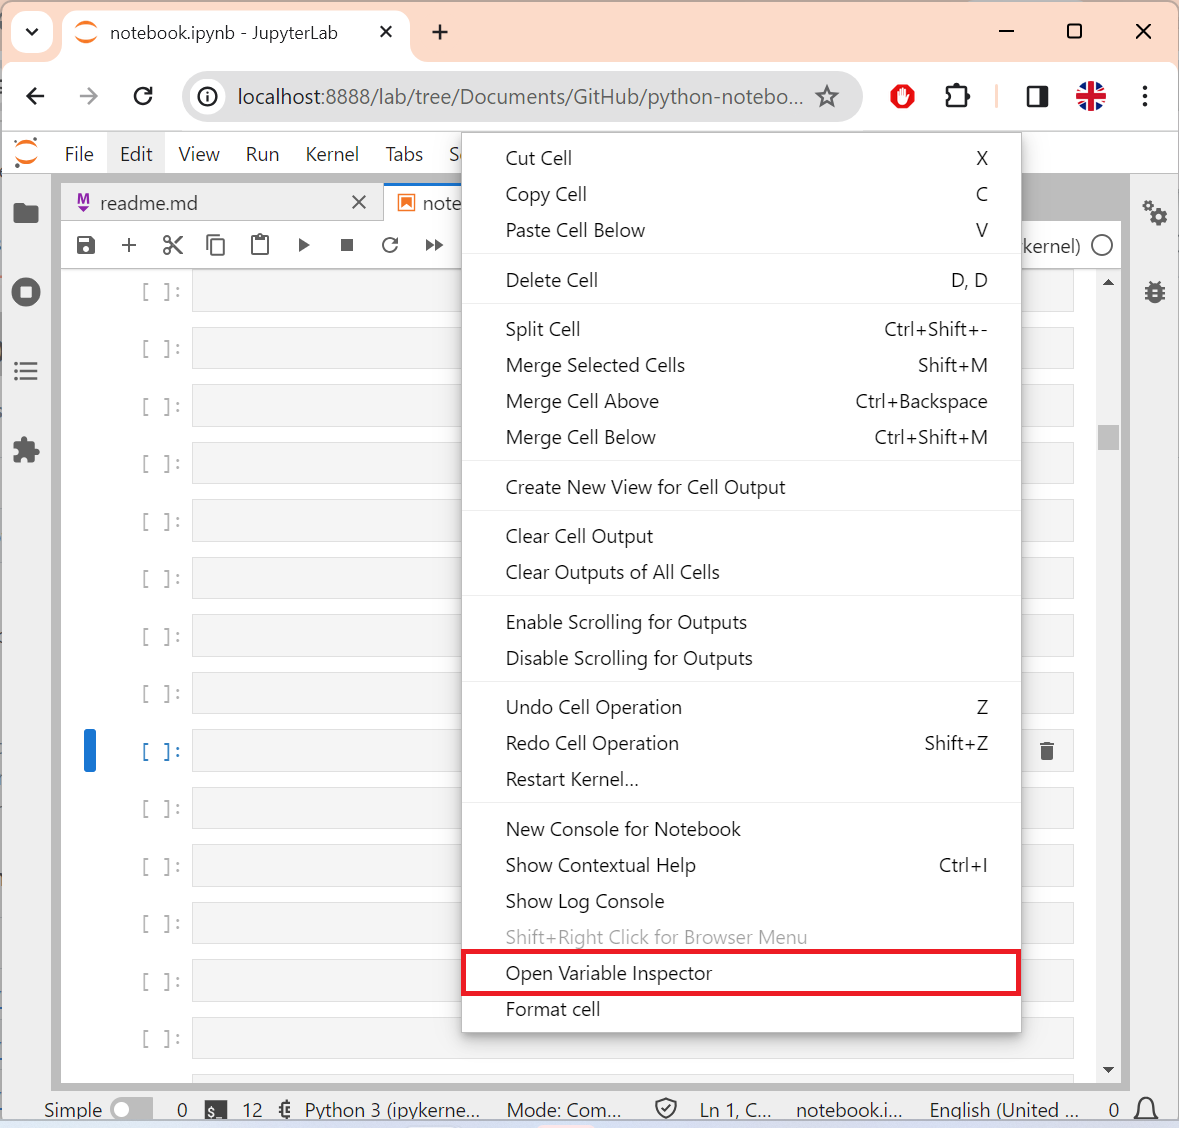 notebook.ipynb - JupyterLab
localhost:8888/lab/tree/Documents/GitHub/python-notebo...
File Edit View Run Kernel Tabs S
M readme.md
note
kernel)
Cut Cell X
Copy Cell C
Paste Cell Below V
Delete Cell D, D
Split Cell Ctrl+Shift+-
Merge Selected Cells Shift+M
Merge Cell Above Ctrl+Backspace
Merge Cell Below Ctrl+Shift+M
Create New View for Cell Output
Clear Cell Output
Clear Outputs of All Cells
Enable Scrolling for Outputs
Disable Scrolling for Outputs
Undo Cell Operation Z
Redo Cell Operation Shift+Z
Restart Kernel...
New Console for Notebook
Show Contextual Help Ctrl+I
Show Log Console
Shift+Right Click for Browser Menu
Open Variable Inspector
Format cell
[ ]:
[ ]:
[ ]:
[ ]:
[ ]:
[ ]:
[ ]:
[ ]:
[ ]:
[ ]:
[ ]:
[ ]:
[ ]:
[ ]:
Simple 0 $_ 12 Python 3 (ipykerne... Mode: Com... Ln 1, C... notebook.i... English (United ... 0